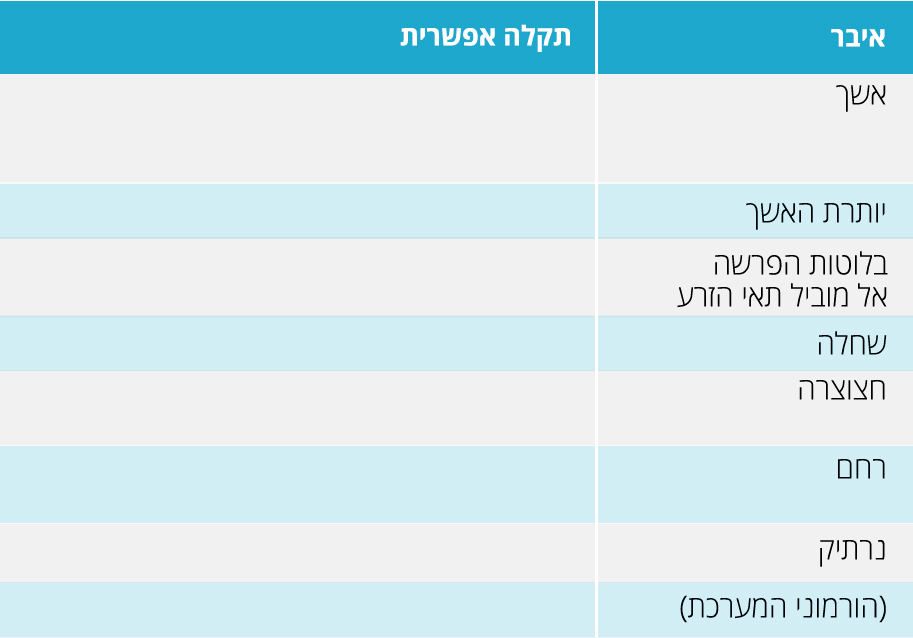 איבר
תקלה אפשרית
אשך
יותרת האשך
בלוטות הפרשה
אל מוביל תאי הזרע
שחלה
חצוצרה
רחם
נרתיק
(הורמוני המערכת)